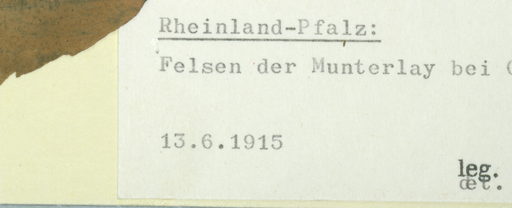 Rheinland-Pfalz:
Felsen der Munterlay bei
13.6.1915
leg.
det.